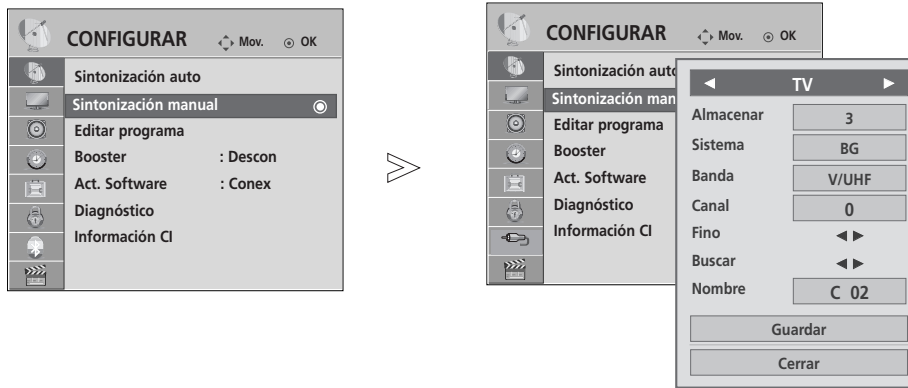 CONFIGURAR Mov. OK
Sintonización auto
Sintonización manual
Editar programa
Booster : Descon
Act. Software : Conex
Diagnóstico
Información CI
CONFIGURAR Mov. OK
Sintonización auto
Sintonización man
Editar programa
Booster
Act. Software
Diagnóstico
Información CI
TV
Almacenar 3
Sistema BG
Banda V/UHF
Canal 0
Fino
Buscar
Nombre C 02
Guardar
Cerrar